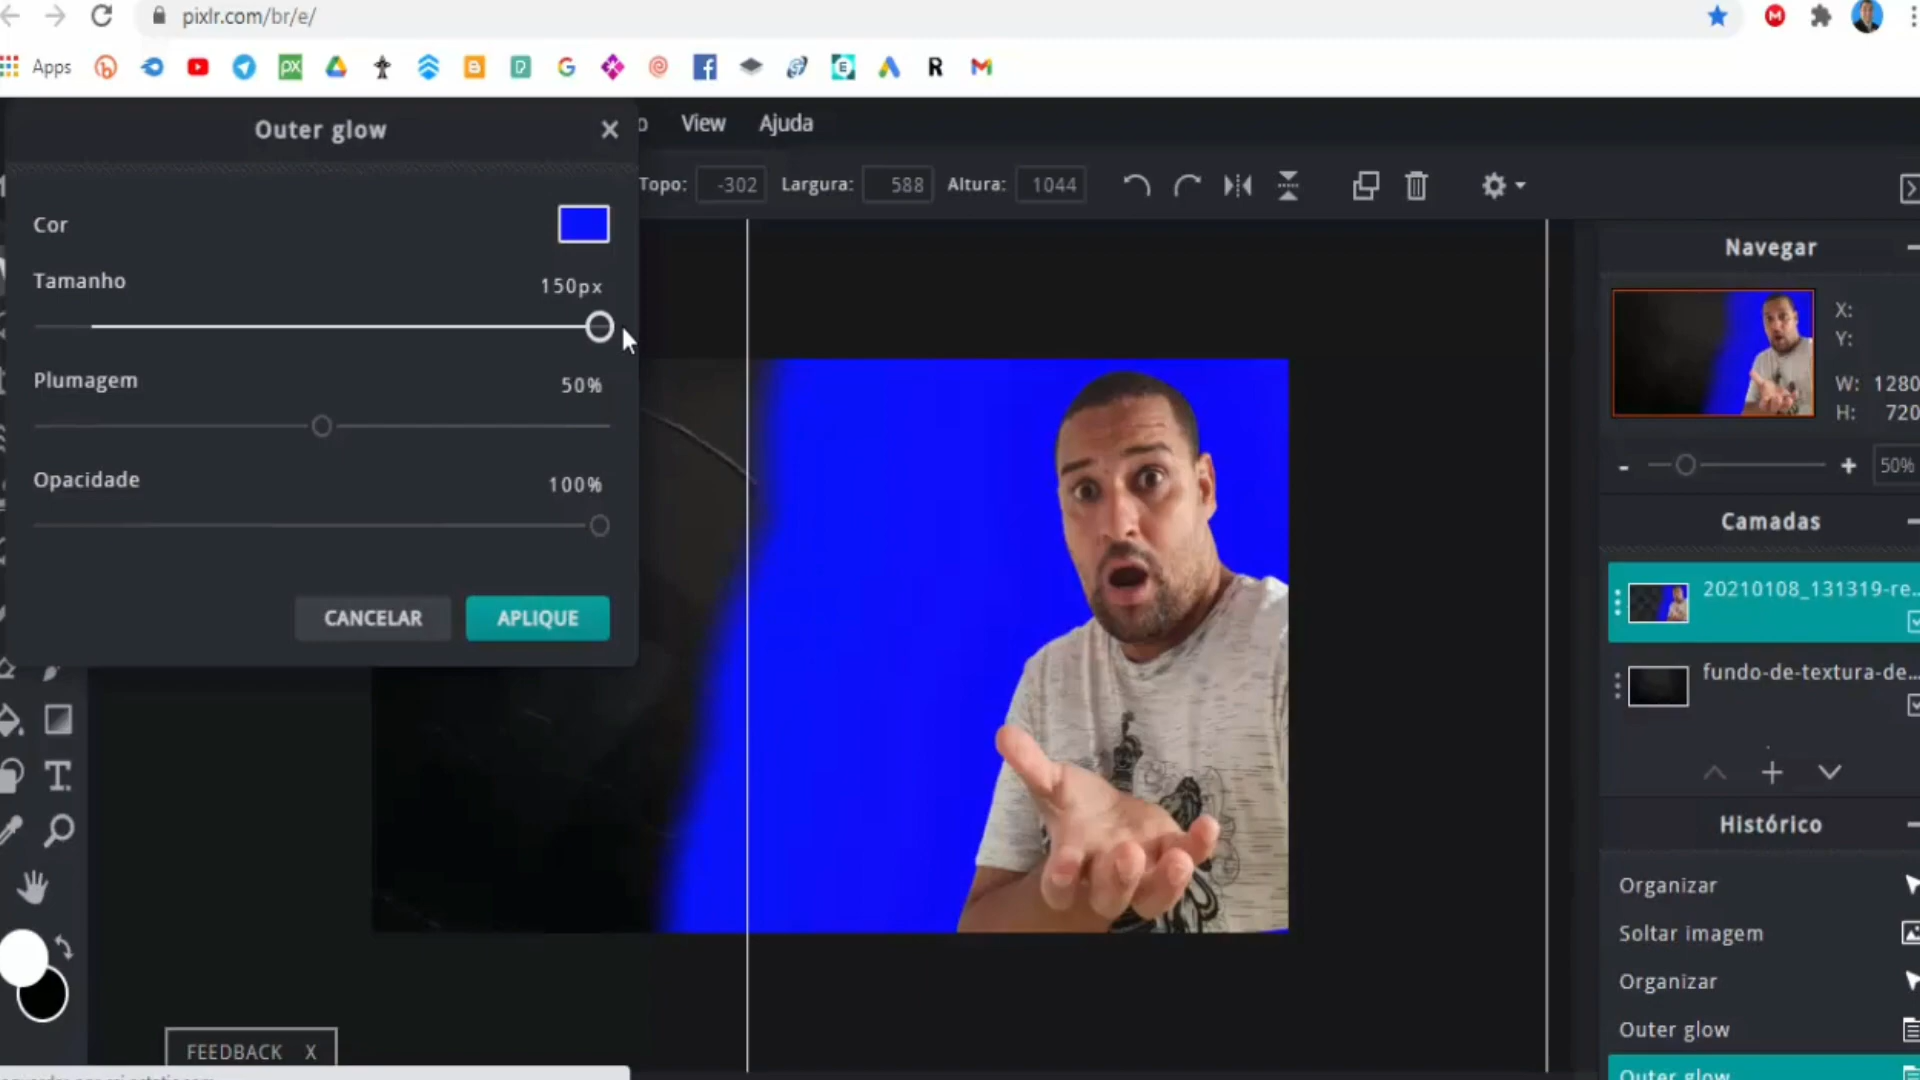 pixlr.com/br/e/
Apps
Outer glow
View Ajuda
Topo: -302 Largura: 588 Altura: 1044
Cor
Tamanho 150px
Plumagem 50%
Opacidade 100%
CANCELAR APLIQUE
FEEDBACK X
Navegar
X:
Y:
W: 1280
H: 720
- + 50%
Camadas
20210108_131319-re...
fundo-de-textura-de...
Histórico
Organizar
Soltar imagem
Organizar
Outer glow
Outer glow